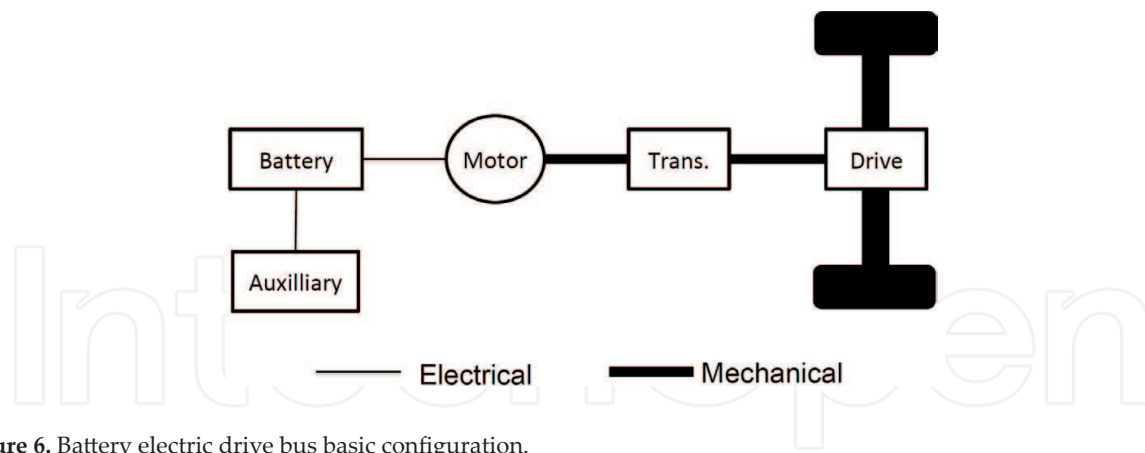 Battery
Motor
Trans.
Drive
Auxilliary
Electrical
Mechanical
ure 6. Battery electric drive bus basic configuration.